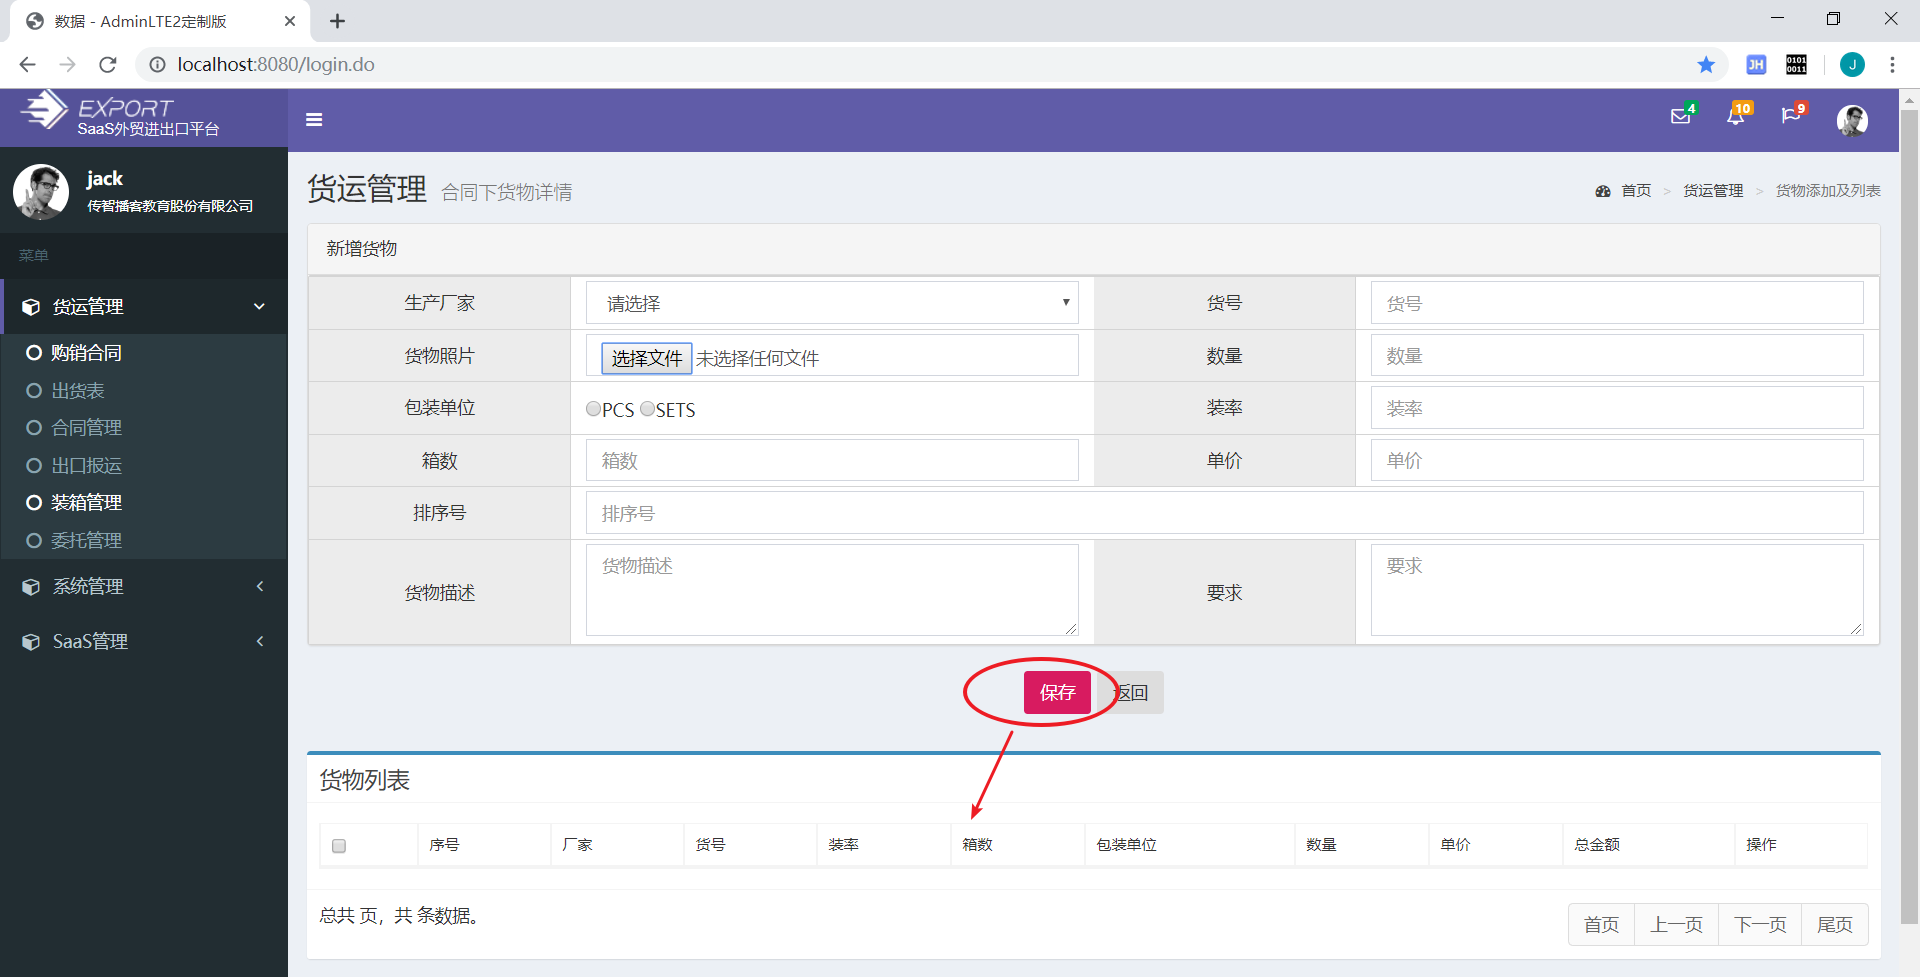 数据 - AdminLTE2定制版
localhost:8080/login.do
JH
0101
0011
J
EXPORT
SaaS外贸进出口平台
4
10
9
jack
传智播客教育股份有限公司
菜单
货运管理
购销合同
出货表
合同管理
出口报运
装箱管理
委托管理
系统管理
SaaS管理
货运管理 合同下货物详情
首页 > 货运管理 > 货物添加及列表
新增货物
生产厂家 请选择 货号 货号
货物照片 选择文件 未选择任何文件 数量 数量
包装单位 PCS SETS 装率 装率
箱数 箱数 单价 单价
排序号 排序号
货物描述 货物描述 要求 要求
保存 返回
货物列表
序号 厂家 货号 装率 箱数 包装单位 数量 单价 总金额 操作
总共 页，共 条数据。
首页 上一页 下一页 尾页